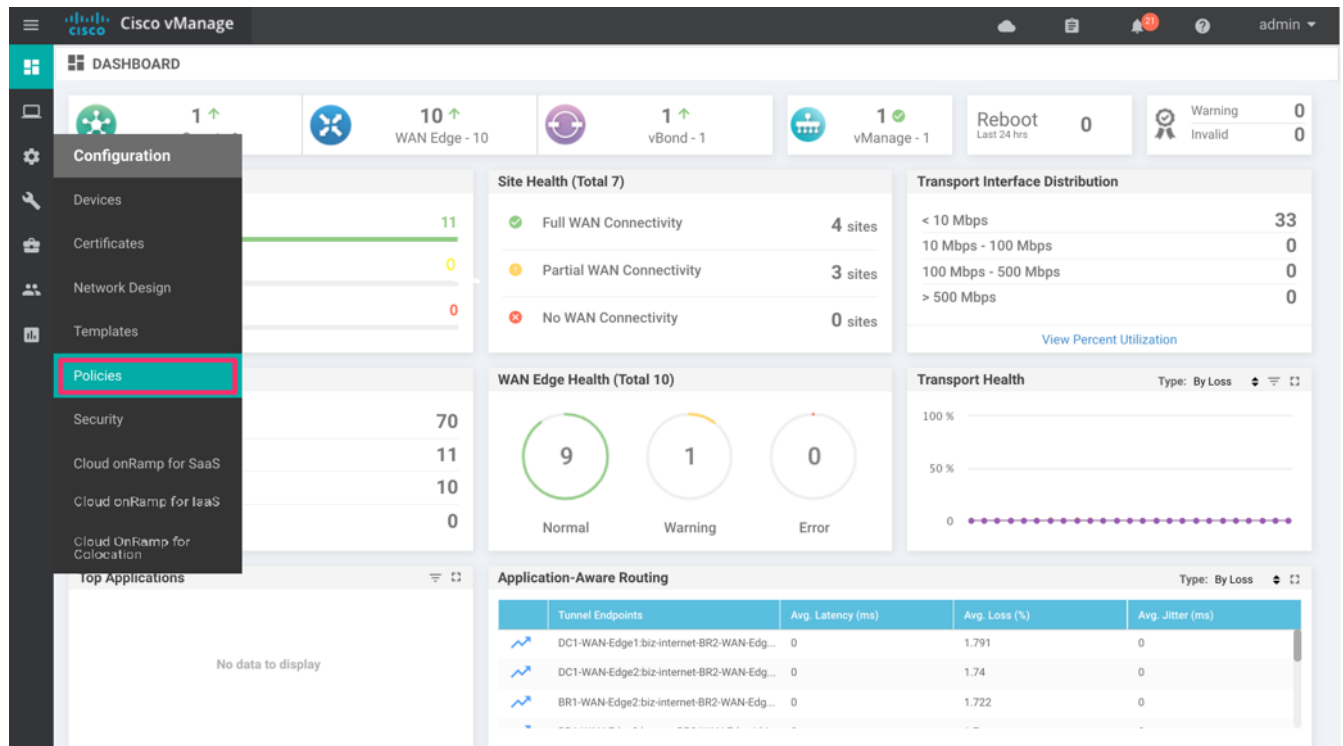 cisco Cisco vManage 21 admin
DASHBOARD
1
10
WAN Edge - 10
1
vBond - 1
1
vManage - 1
Reboot
Last 24 hrs
0
Warning 0
Invalid 0
Configuration
Devices
Certificates
Network Design
Templates
Policies
Security
Cloud onRamp for SaaS
Cloud onRamp for IaaS
Cloud OnRamp for
Colocation
11
0
0
Site Health (Total 7)
Full WAN Connectivity 4 sites
Partial WAN Connectivity 3 sites
No WAN Connectivity 0 sites
Transport Interface Distribution
< 10 Mbps 33
10 Mbps - 100 Mbps 0
100 Mbps - 500 Mbps 0
> 500 Mbps 0
View Percent Utilization
70
11
10
0
WAN Edge Health (Total 10)
9 1 0
Normal Warning Error
Transport Health Type: By Loss
100 %
50 %
0
Top Applications
No data to display
Application-Aware Routing Type: By Loss
Tunnel Endpoints Avg. Latency (ms) Avg. Loss (%) Avg. Jitter (ms)
DC1-WAN-Edge1:biz-internet-BR2-WAN-Edg... 0 1.791 0
DC1-WAN-Edge2:biz-internet-BR2-WAN-Edg... 0 1.74 0
BR1-WAN-Edge2:biz-internet-BR2-WAN-Edg... 0 1.722 0